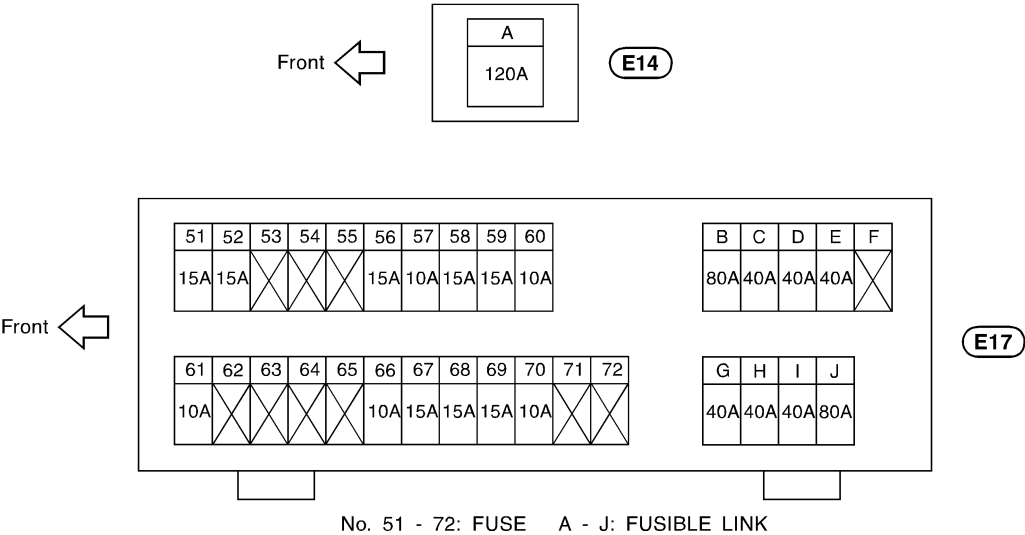 A
Front 120A E14
51 52 53 54 55 56 57 58 59 60 B C D E F
15A 15A 15A 10A 15A 15A 10A 80A 40A 40A 40A
Front E17
61 62 63 64 65 66 67 68 69 70 71 72 G H I J
10A 10A 15A 15A 15A 10A 40A 40A 40A 80A
No. 51 - 72: FUSE A - J: FUSIBLE LINK